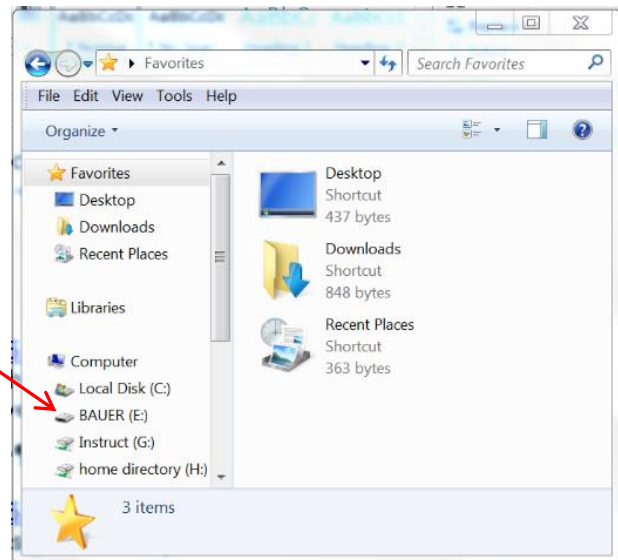 Favorites
Search Favorites
File Edit View Tools Help
Organize
Favorites
Desktop
Downloads
Recent Places
Libraries
Computer
Local Disk (C:)
BAUER (E:)
Instruct (G:)
home directory (H:)
Desktop
Shortcut
437 bytes
Downloads
Shortcut
848 bytes
Recent Places
Shortcut
363 bytes
3 items